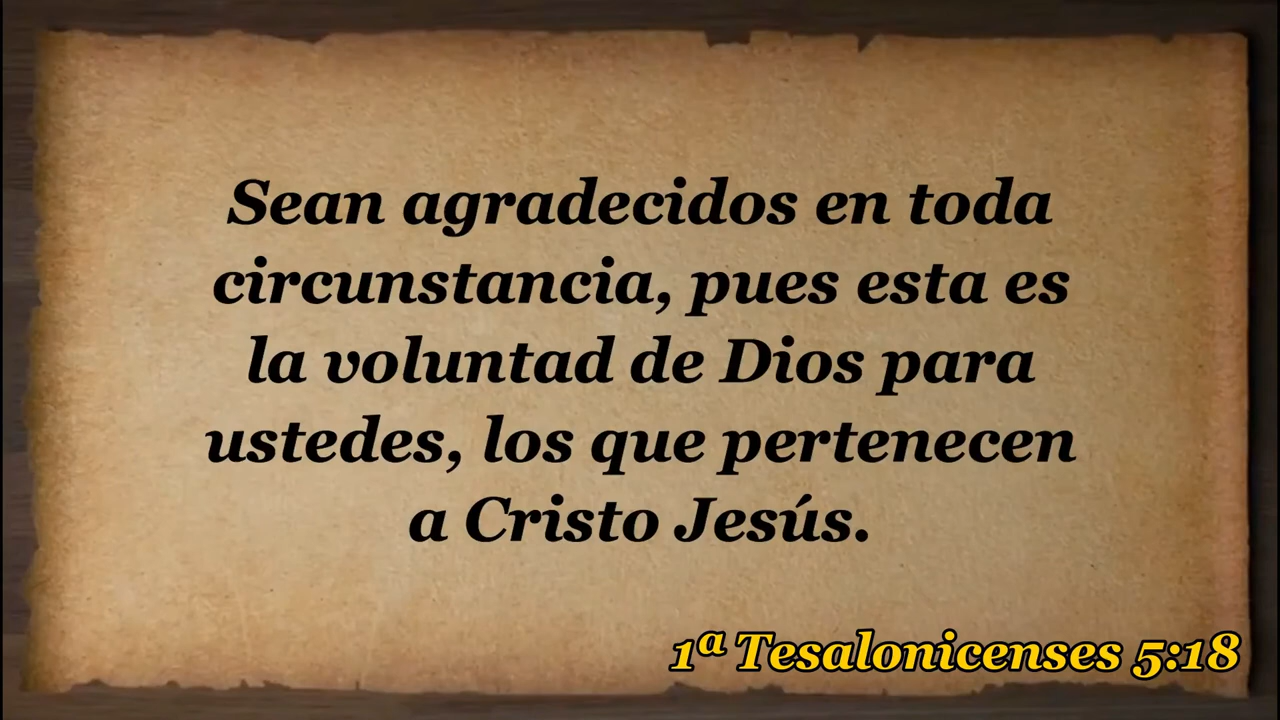 Sean agradecidos en toda
circunstancia, pues esta es
la voluntad de Dios para
ustedes, los que pertenecen
a Cristo Jesús.
1ª Tesalonicenses 5:18